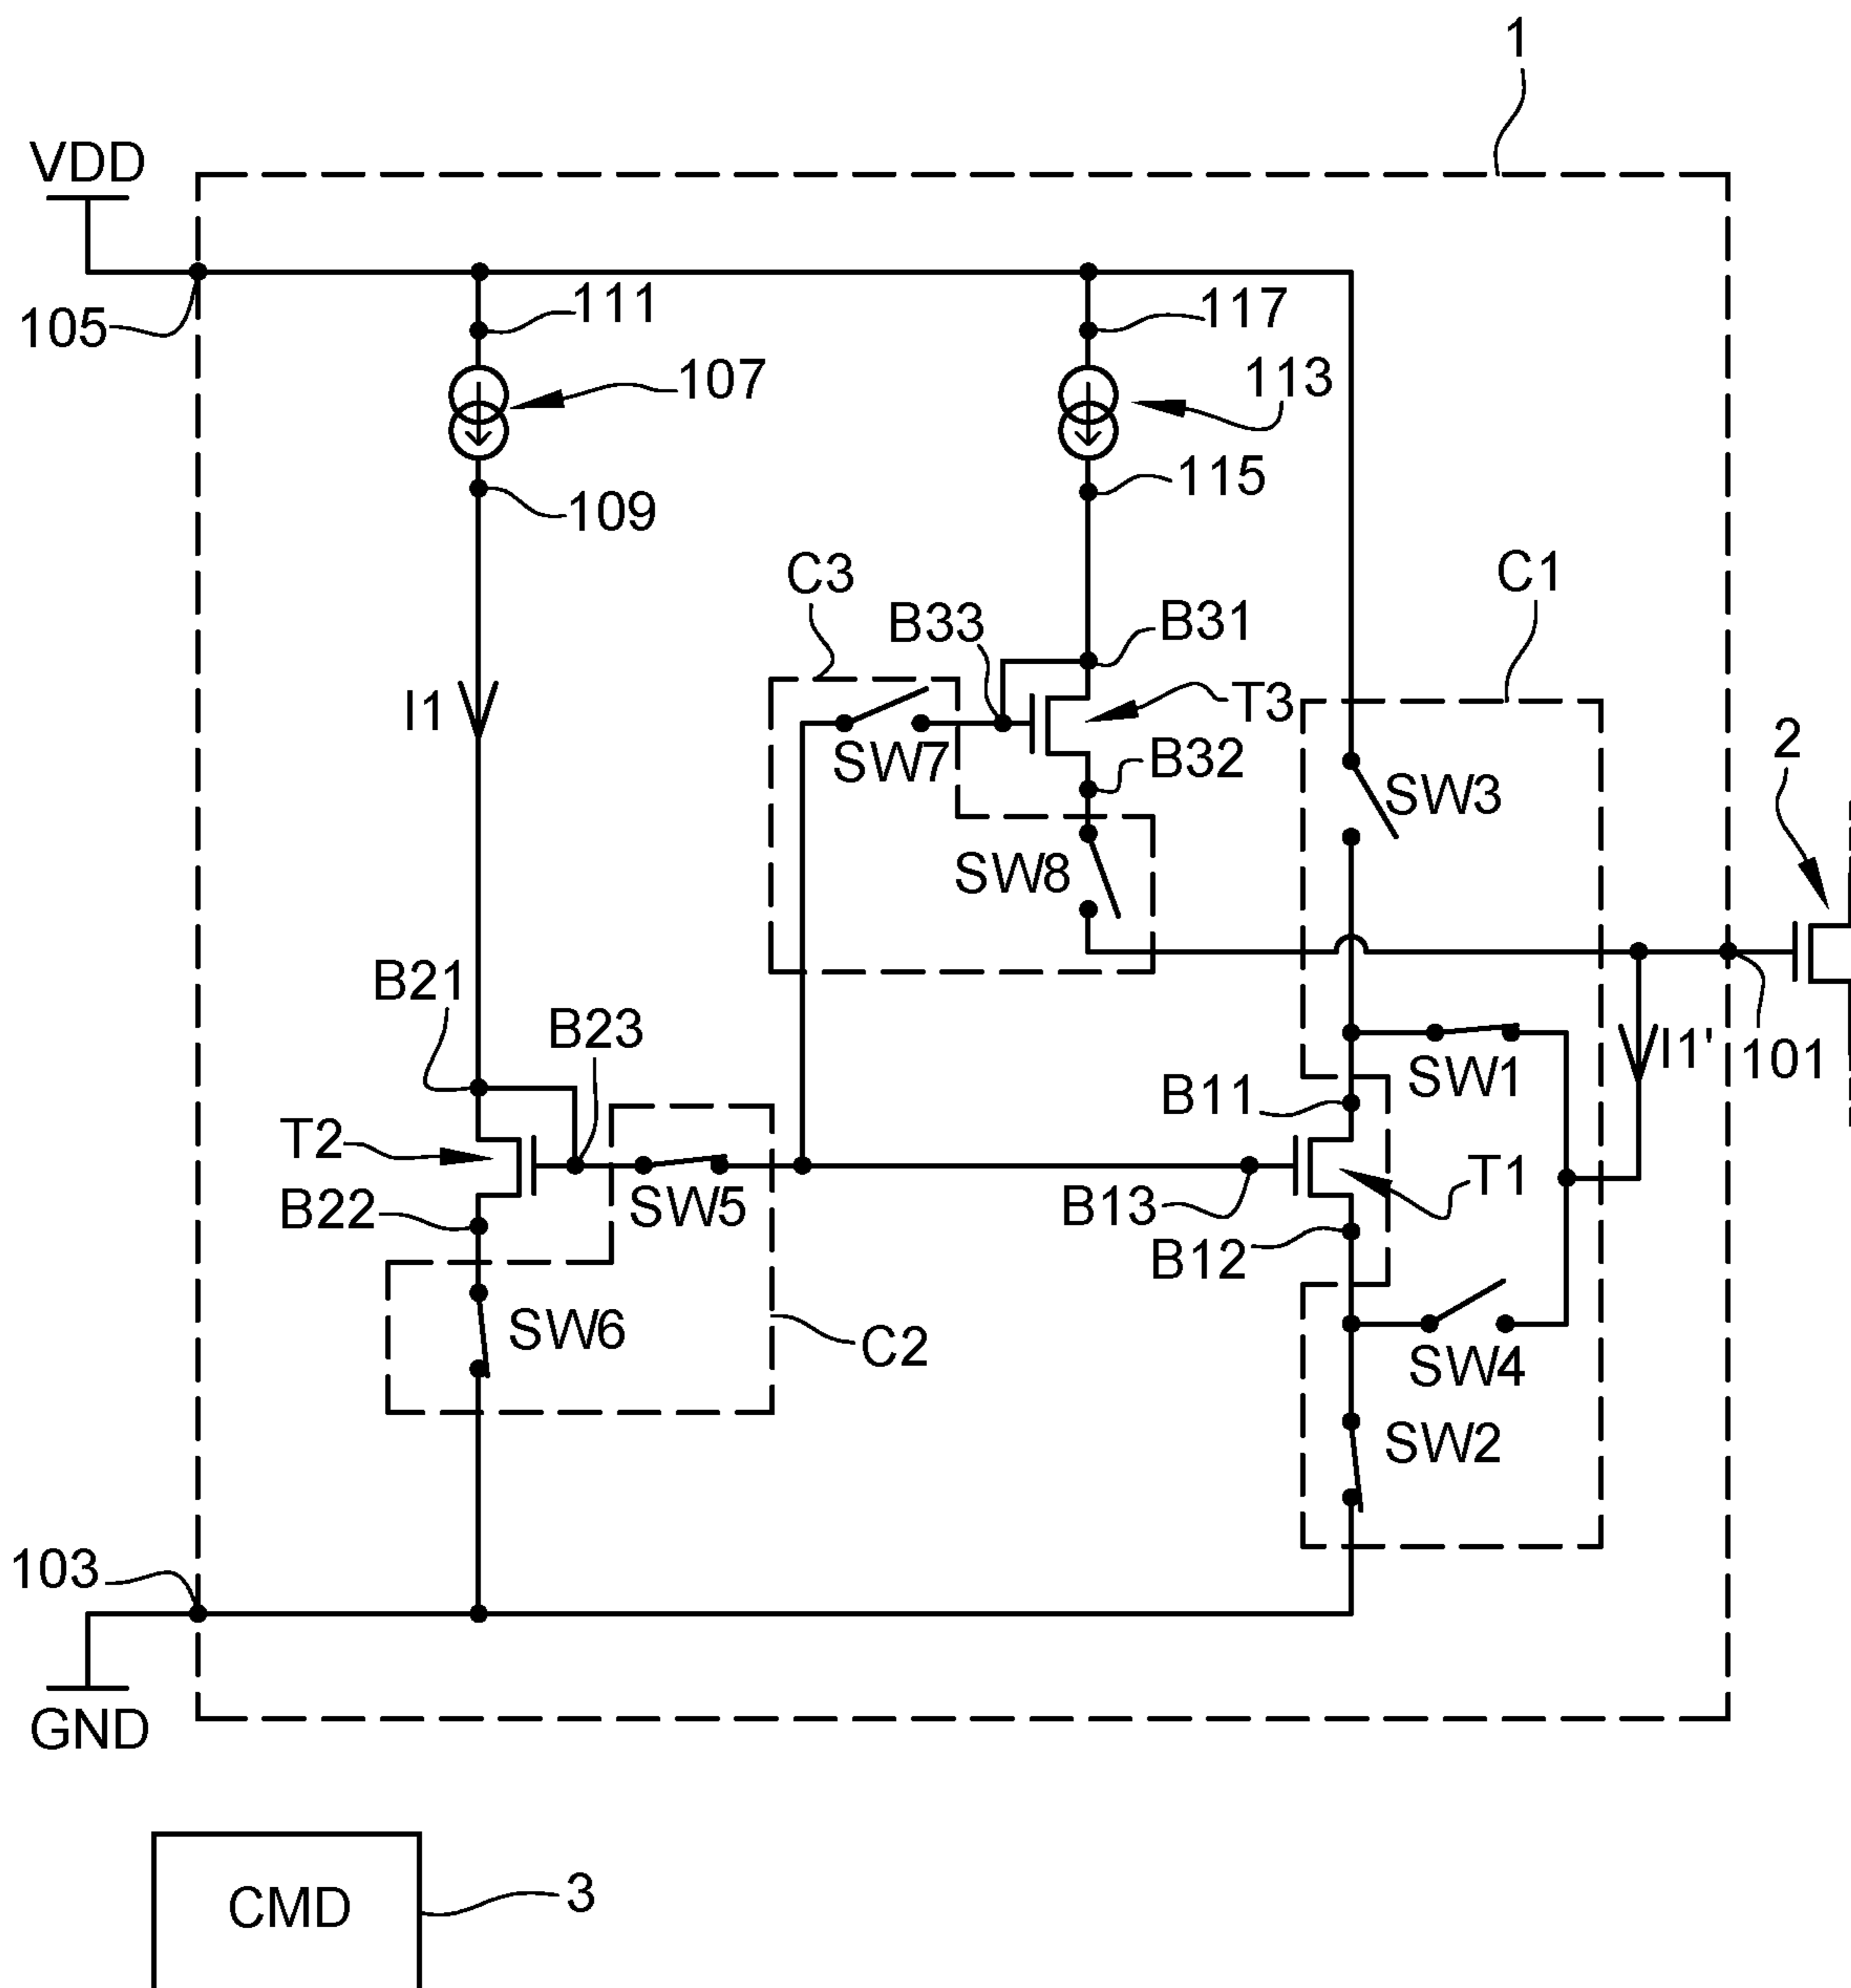 1
VDD
105
111
117
107
113
109
115
C3
C1
B33
B31
I1
T3
SW7
B32
2
SW3
SW8
B21
B23
I1'
101
SW1
B11
T2
T1
B22
SW5
B13
B12
SW6
C2
SW4
SW2
103
GND
CMD
3